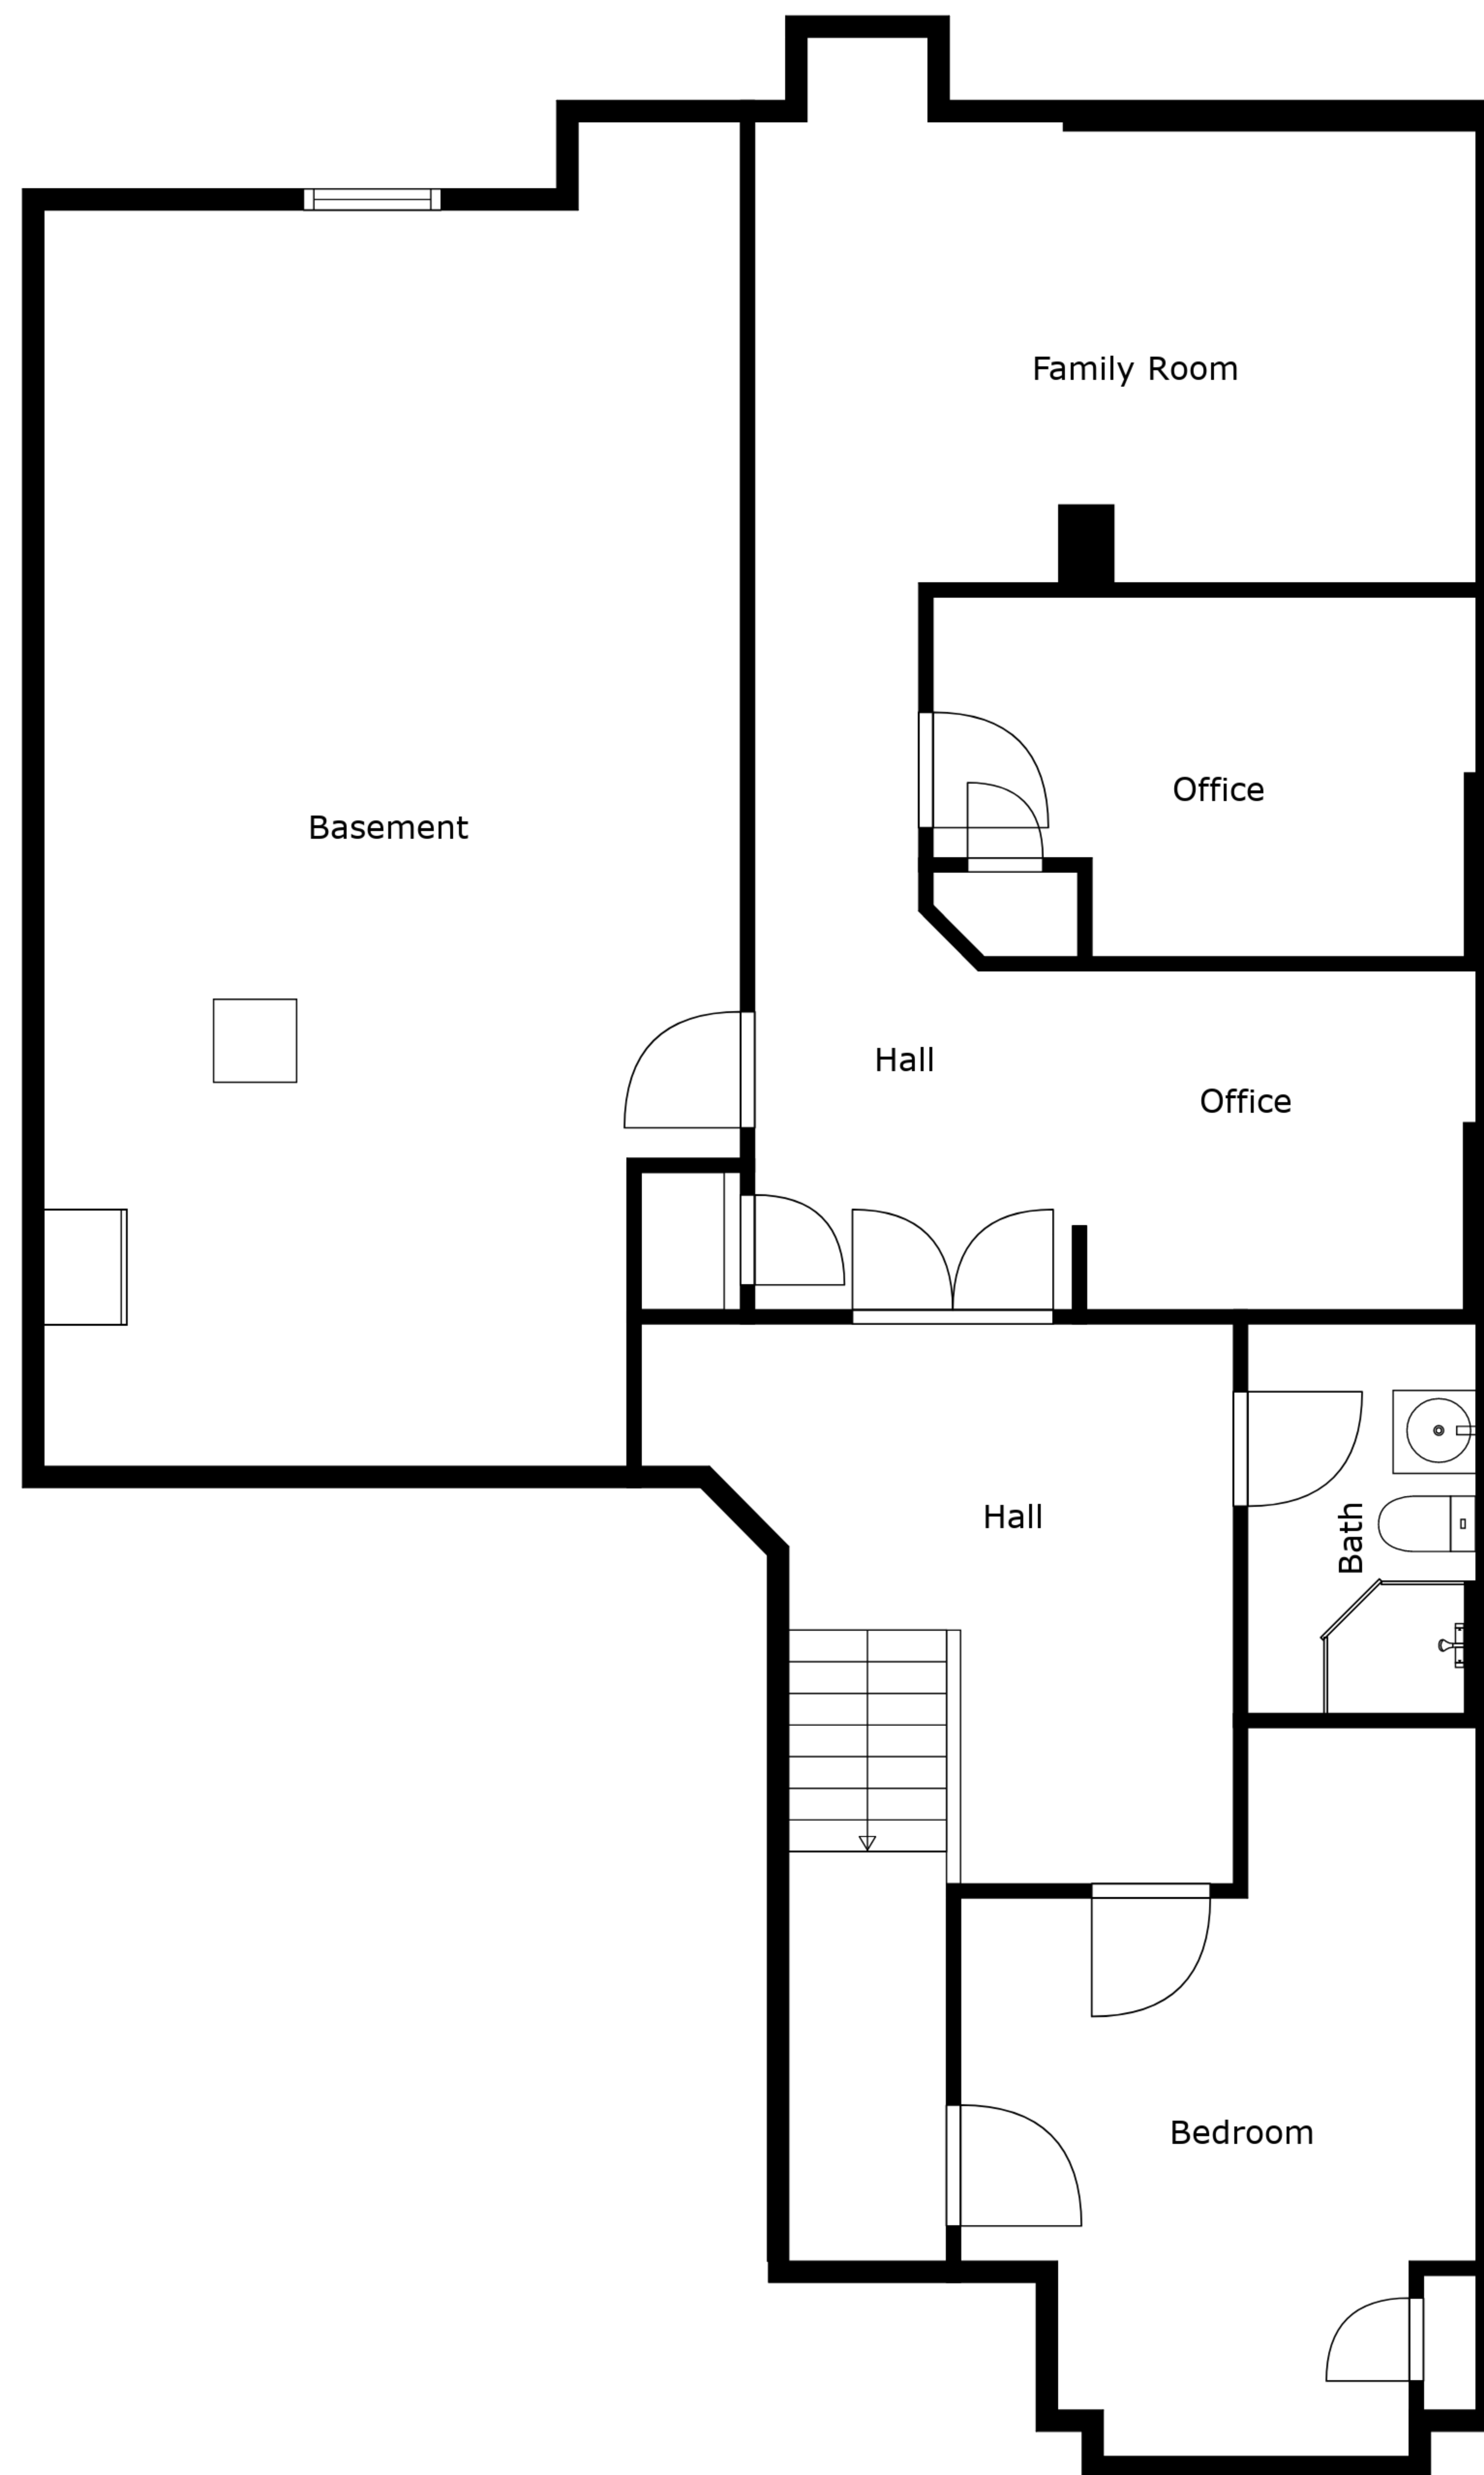 Family Room
Office
Basement
Hall
Office
Hall
Bath
Bedroom